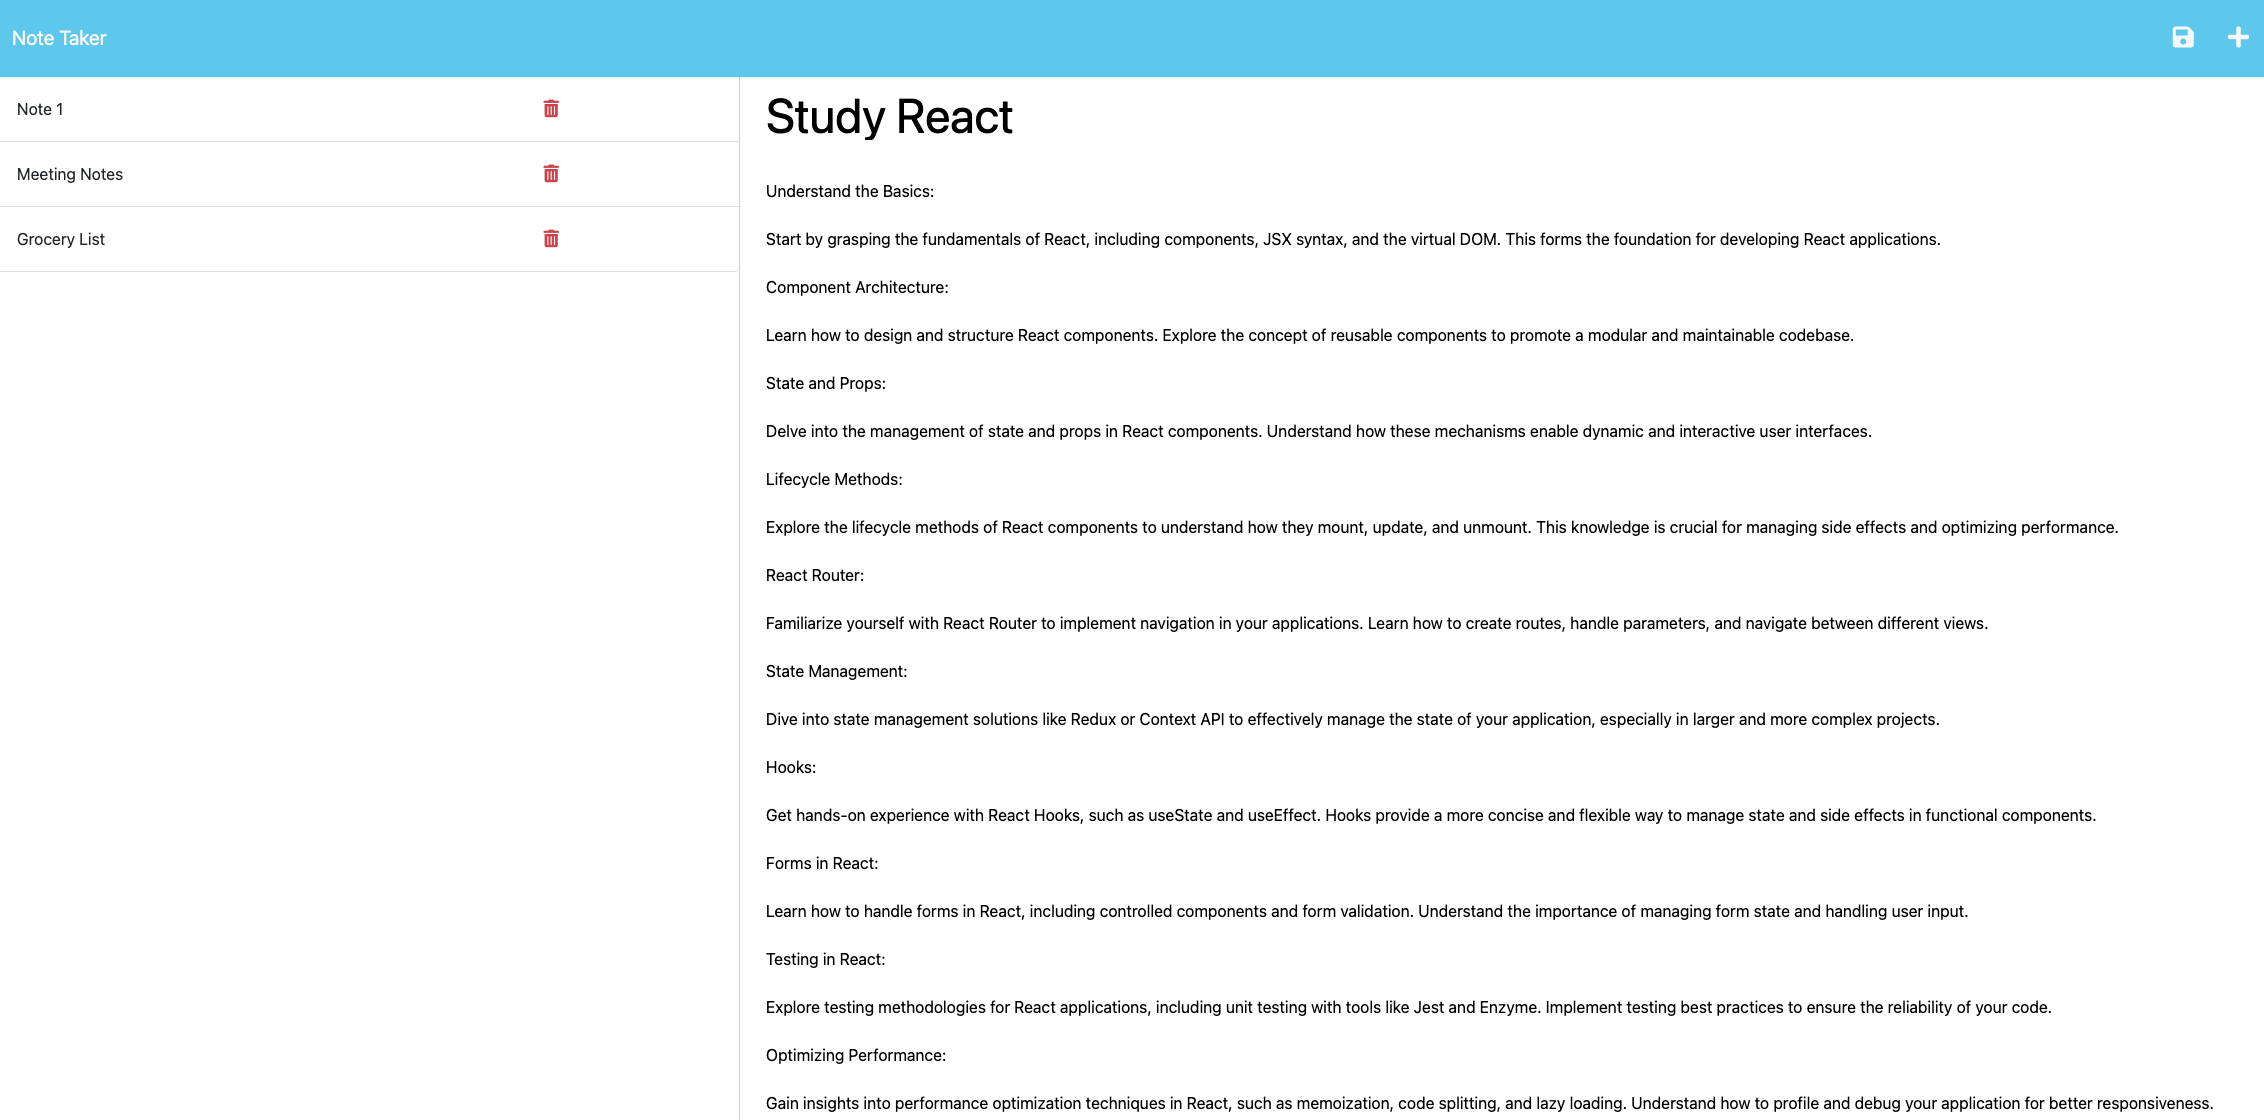 Note Taker
Note 1
Meeting Notes
Grocery List
Study React
Understand the Basics:
Start by grasping the fundamentals of React, including components, JSX syntax, and the virtual DOM. This forms the foundation for developing React applications.
Component Architecture:
Learn how to design and structure React components. Explore the concept of reusable components to promote a modular and maintainable codebase.
State and Props:
Delve into the management of state and props in React components. Understand how these mechanisms enable dynamic and interactive user interfaces.
Lifecycle Methods:
Explore the lifecycle methods of React components to understand how they mount, update, and unmount. This knowledge is crucial for managing side effects and optimizing performance.
React Router:
Familiarize yourself with React Router to implement navigation in your applications. Learn how to create routes, handle parameters, and navigate between different views.
State Management:
Dive into state management solutions like Redux or Context API to effectively manage the state of your application, especially in larger and more complex projects.
Hooks:
Get hands-on experience with React Hooks, such as useState and useEffect. Hooks provide a more concise and flexible way to manage state and side effects in functional components.
Forms in React:
Learn how to handle forms in React, including controlled components and form validation. Understand the importance of managing form state and handling user input.
Testing in React:
Explore testing methodologies for React applications, including unit testing with tools like Jest and Enzyme. Implement testing best practices to ensure the reliability of your code.
Optimizing Performance:
Gain insights into performance optimization techniques in React, such as memoization, code splitting, and lazy loading. Understand how to profile and debug your application for better responsiveness.